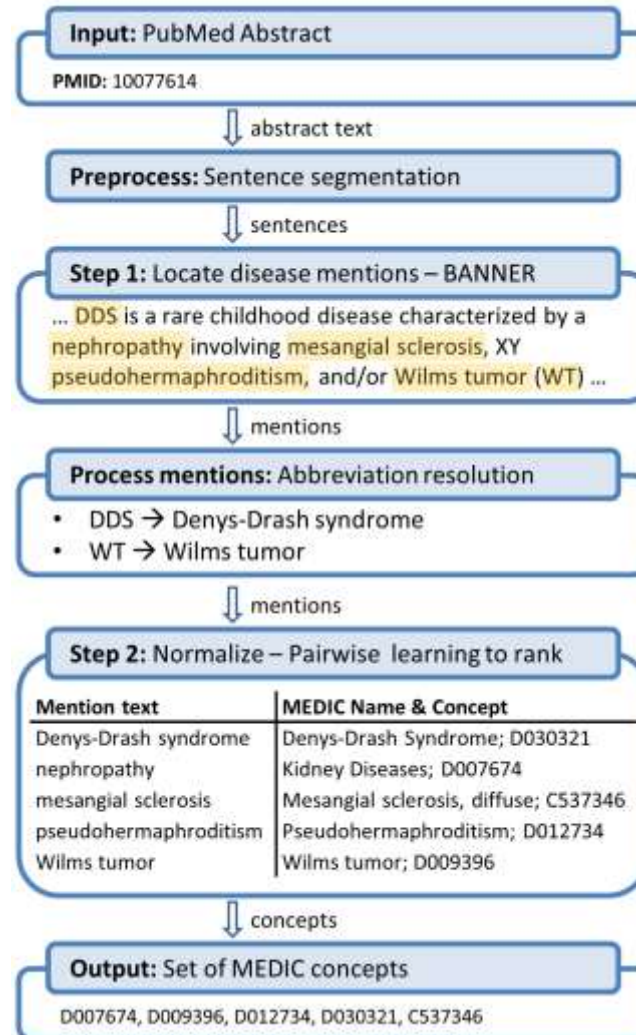 Input: PubMed Abstract
PMID: 10077614
abstract text
Preprocess: Sentence segmentation
sentences
Step 1: Locate disease mentions – BANNER
... DDS is a rare childhood disease characterized by a
nephropathy involving mesangial sclerosis, XY
pseudohermaphroditism, and/or Wilms tumor (WT) ...
mentions
Process mentions: Abbreviation resolution
• DDS → Denys-Drash syndrome
• WT → Wilms tumor
mentions
Step 2: Normalize – Pairwise learning to rank
Mention text MEDIC Name & Concept
Denys-Drash syndrome Denys-Drash Syndrome; D030321
nephropathy Kidney Diseases; D007674
mesangial sclerosis Mesangial sclerosis, diffuse; C537346
pseudohermaphroditism Pseudohermaphroditism; D012734
Wilms tumor Wilms tumor; D009396
concepts
Output: Set of MEDIC concepts
D007674, D009396, D012734, D030321, C537346